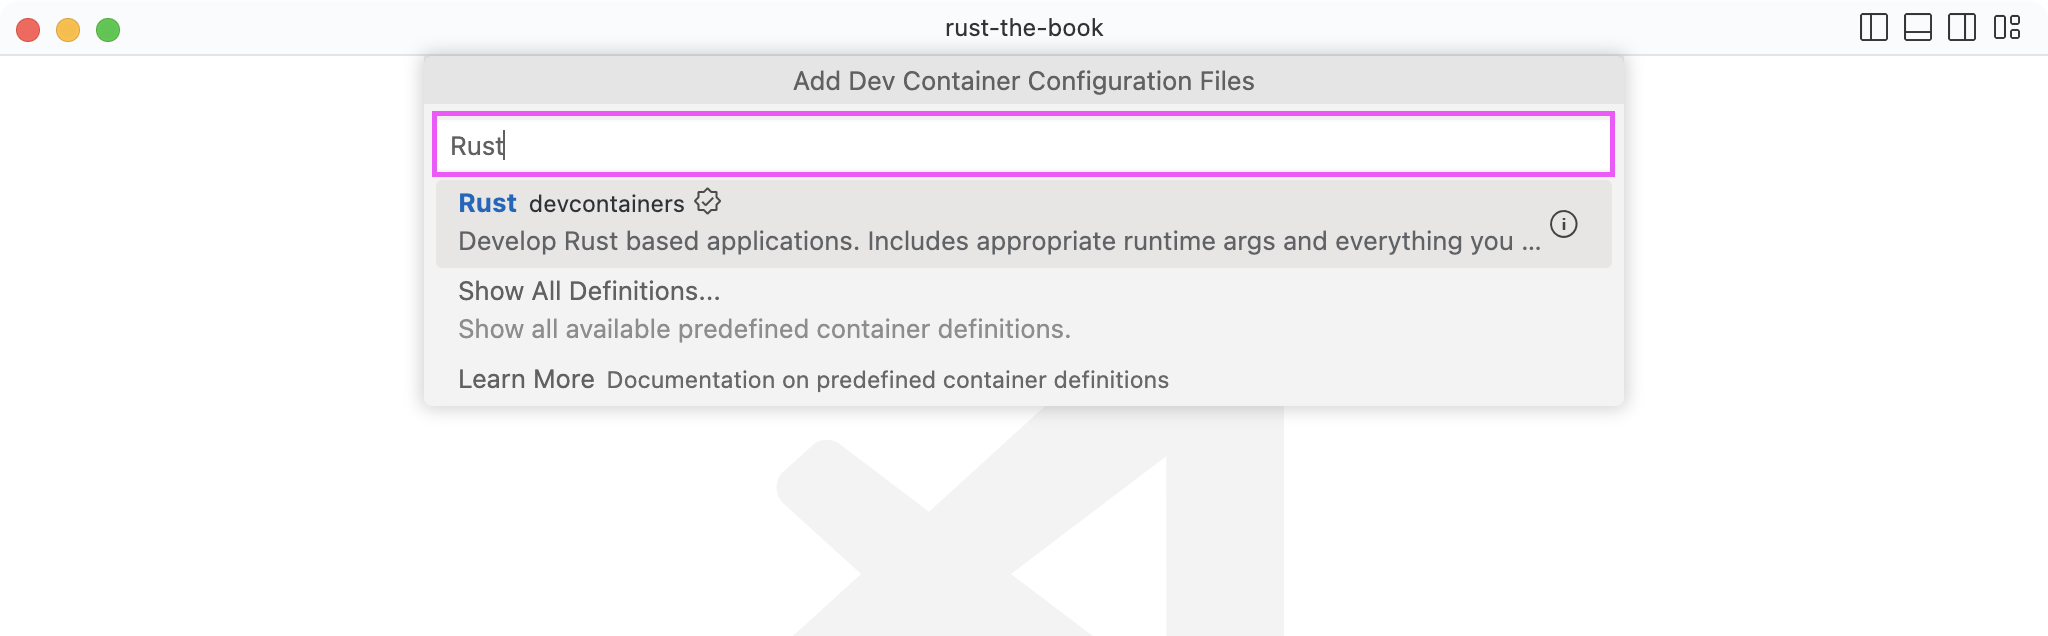 rust-the-book
Add Dev Container Configuration Files
Rust
Rust devcontainers
Develop Rust based applications. Includes appropriate runtime args and everything you ...
Show All Definitions...
Show all available predefined container definitions.
Learn More Documentation on predefined container definitions